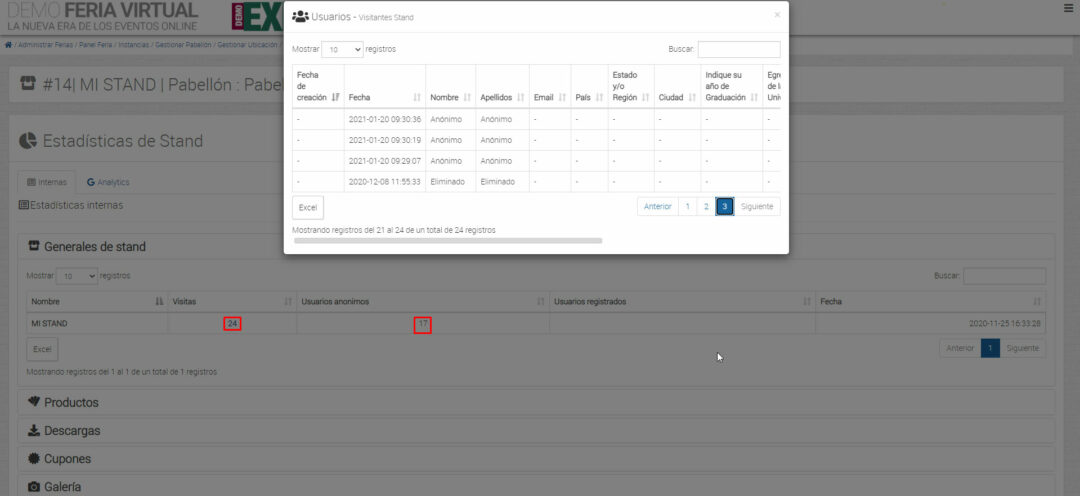 DEMO FERIA VIRTUAL
LA NUEVA ERA DE LOS EVENTOS ONLINE
DEMO EX
/ Administrar Ferias / Panel Feria / Instancias / Gestionar Pabellón / Gestionar Ubicación /
#14| MI STAND | Pabellón : Pabe
Usuarios - Visitantes Stand
×
Mostrar 10 registros
Buscar:
Fecha de creación Fecha Nombre Apellidos Email País Estado y/o Región Ciudad Indique su año de Graduación Egre de la Univ
- 2021-01-20 09:30:36 Anónimo Anónimo - - - - - -
- 2021-01-20 09:30:19 Anónimo Anónimo - - - - - -
- 2021-01-20 09:29:07 Anónimo Anónimo - - - - - -
- 2020-12-08 11:55:33 Eliminado Eliminado - - - - - -
Excel
Anterior 1 2 3 Siguiente
Mostrando registros del 21 al 24 de un total de 24 registros
Estadísticas de Stand
Internas Analytics
Estadísticas internas
Generales de stand
Mostrar 10 registros
Buscar:
Nombre Visitas Usuarios anonimos Usuarios registrados Fecha
MI STAND 24 17 2020-11-25 16:33:28
Excel
Anterior 1 Siguiente
Mostrando registros del 1 al 1 de un total de 1 registros
Productos
Descargas
Cupones
Galería